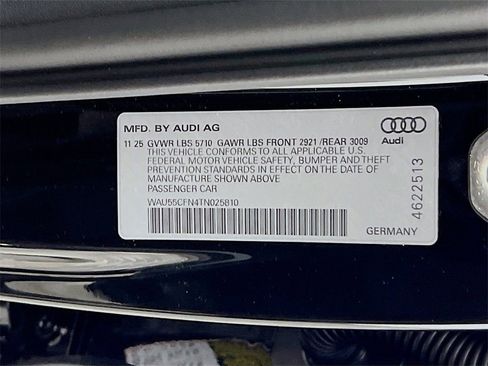 MFD. BY AUDI AG
11 25 GVWR LBS 5710 GAWR LBS FRONT 2921 /REAR 3009
THIS VEHICLE CONFORMS TO ALL APPLICABLE U.S.
FEDERAL MOTOR VEHICLE SAFETY, BUMPER AND THEFT
PREVENTION STANDARDS IN EFFECT ON THE DATE OF
MANUFACTURE SHOWN ABOVE
PASSENGER CAR
WAU55CFN4TN025810
Audi
4622513
GERMANY